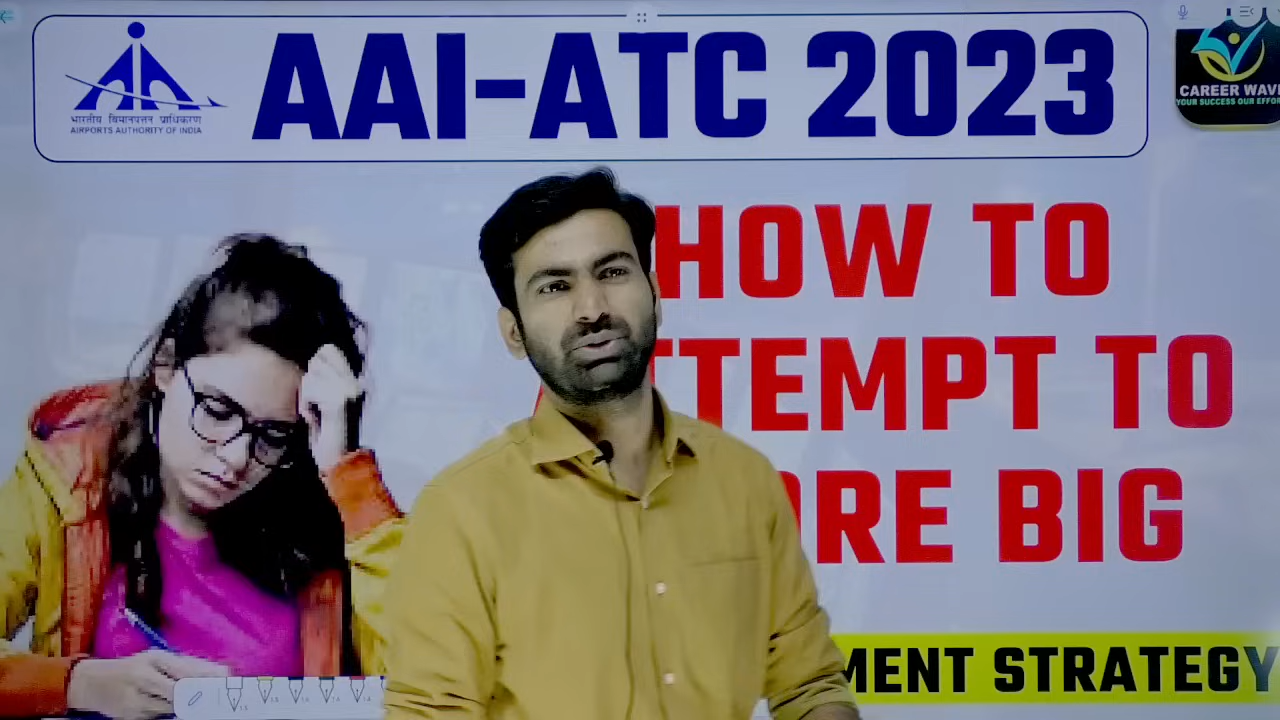 AAI-ATC 2023
भारतीय विमानपत्तन प्राधिकरण
AIRPORTS AUTHORITY OF INDIA
CAREER WAVE
YOUR SUCCESS OUR EFFOR
HOW TO
TTEMPT TO
ORE BIG
MENT STRATEGY